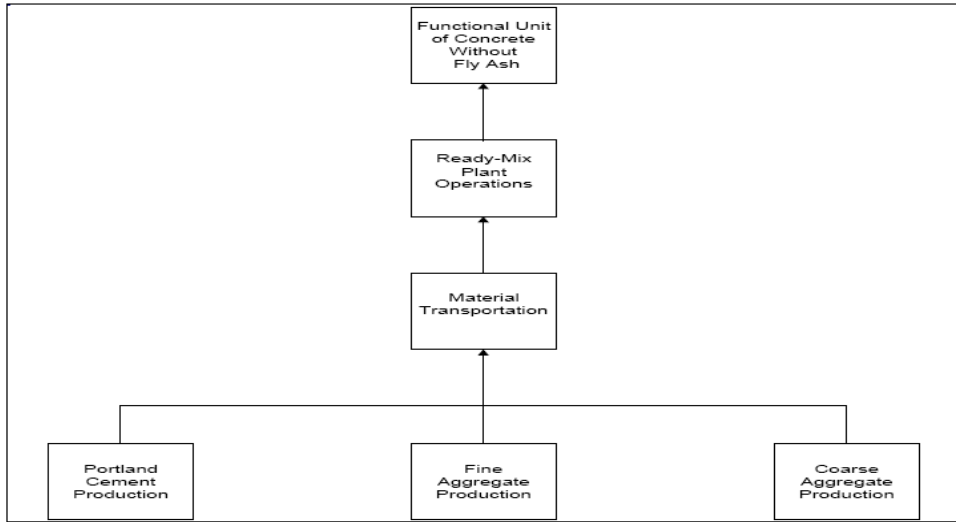 Functional Unit
of Concrete
Without
Fly Ash
Ready-Mix
Plant
Operations
Material
Transportation
Portland
Cement
Production
Fine
Aggregate
Production
Coarse
Aggregate
Production